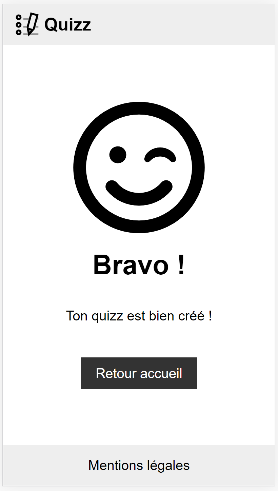 Quizz
Bravo !
Ton quizz est bien créé !
Retour accueil
Mentions légales